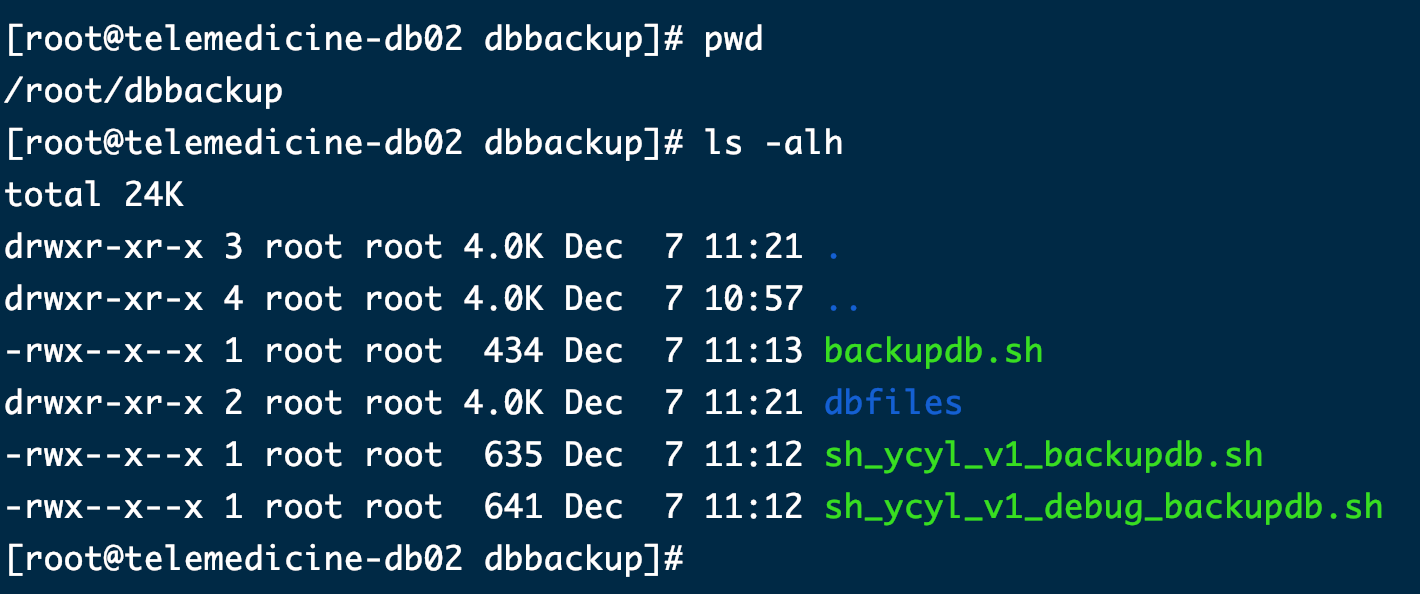 [root@telemedicine-db02 dbbackup]# pwd
/root/dbbackup
[root@telemedicine-db02 dbbackup]# ls -alh
total 24K
drwxr-xr-x 3 root root 4.0K Dec  7 11:21 .
drwxr-xr-x 4 root root 4.0K Dec  7 10:57 ..
-rwx--x--x 1 root root  434 Dec  7 11:13 backupdb.sh
drwxr-xr-x 2 root root 4.0K Dec  7 11:21 dbfiles
-rwx--x--x 1 root root  635 Dec  7 11:12 sh_ycyl_v1_backupdb.sh
-rwx--x--x 1 root root  641 Dec  7 11:12 sh_ycyl_v1_debug_backupdb.sh
[root@telemedicine-db02 dbbackup]#